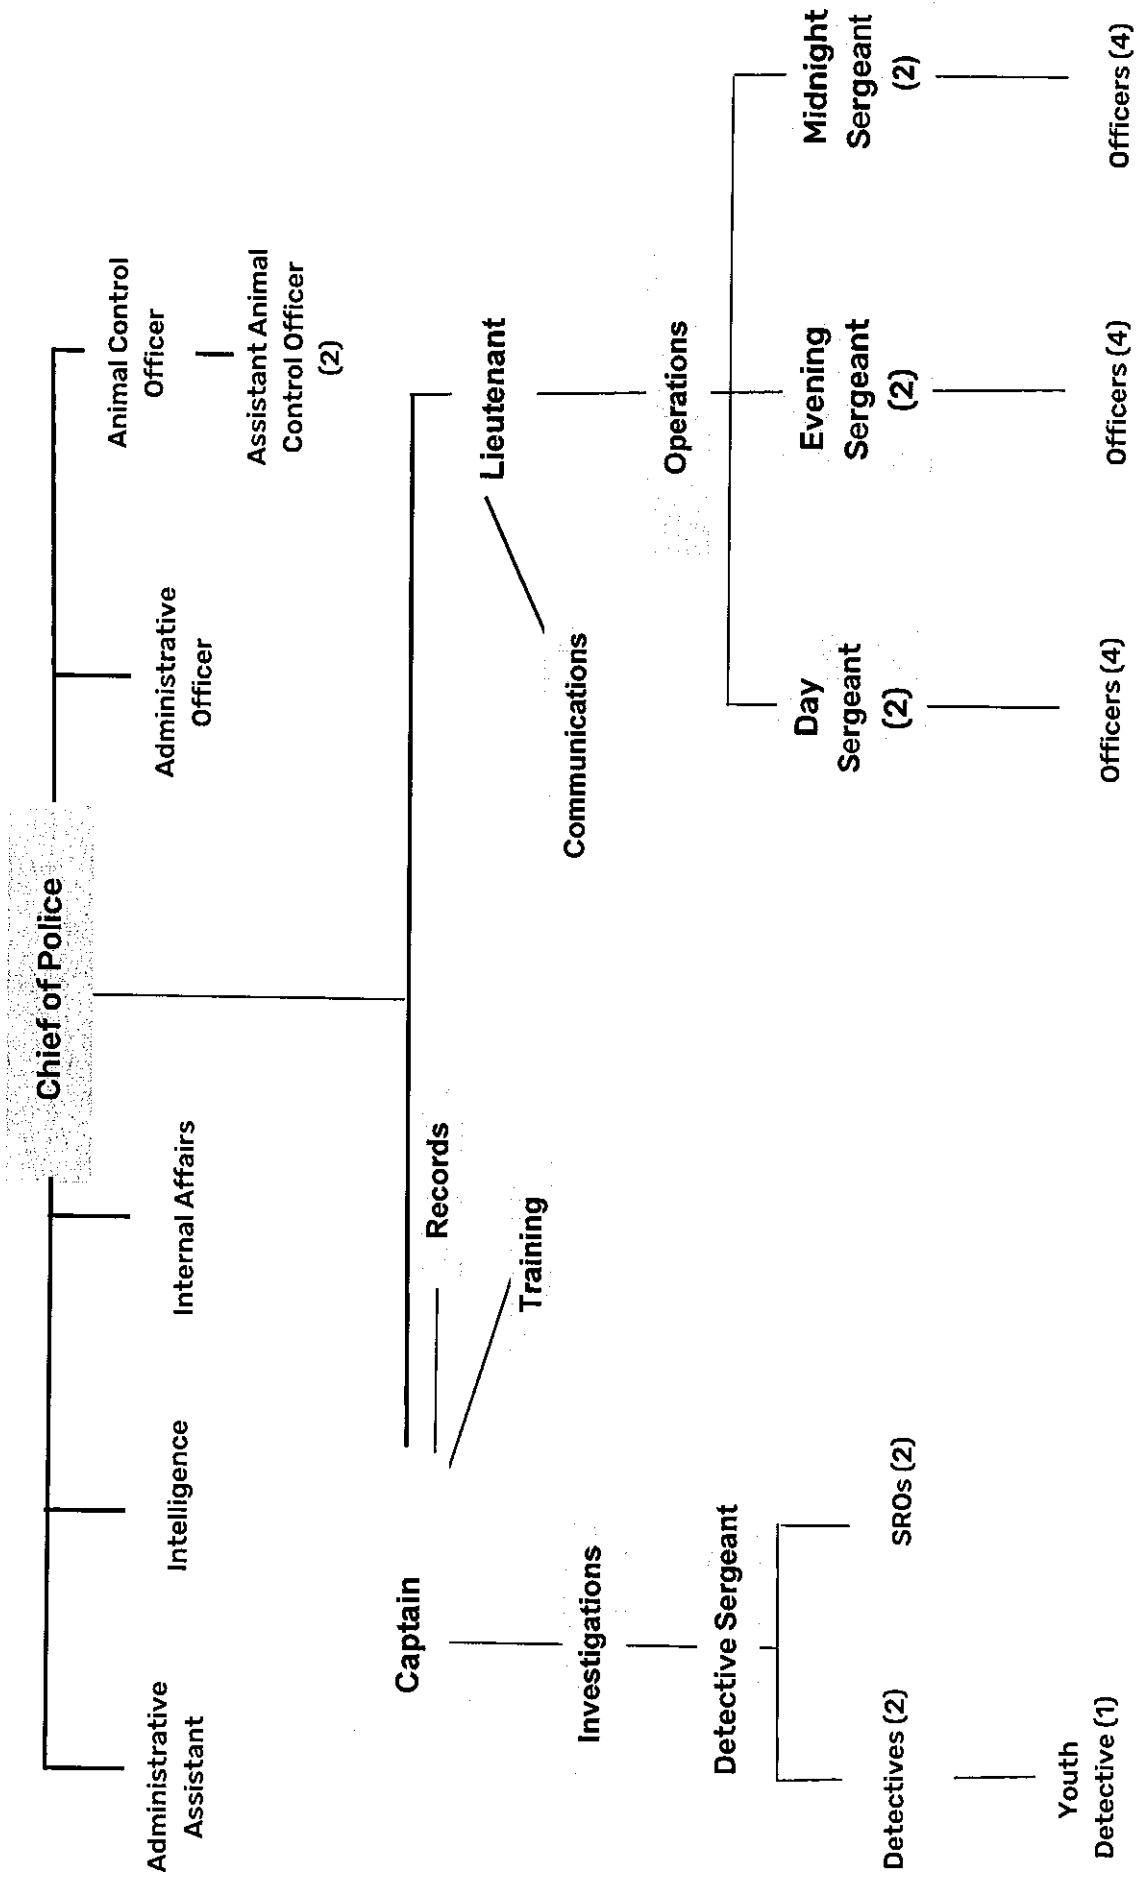 Chief of Police
Administrative
Assistant
Intelligence
Internal Affairs
Administrative
Officer
Animal Control
Officer
Assistant Animal
Control Officer
(2)
Captain
Records
Training
Lieutenant
Communications
Investigations
Operations
Detective Sergeant
Day
Sergeant
(2)
Evening
Sergeant
(2)
Midnight
Sergeant
(2)
Detectives (2)
SROs (2)
Youth
Detective (1)
Officers (4)
Officers (4)
Officers (4)